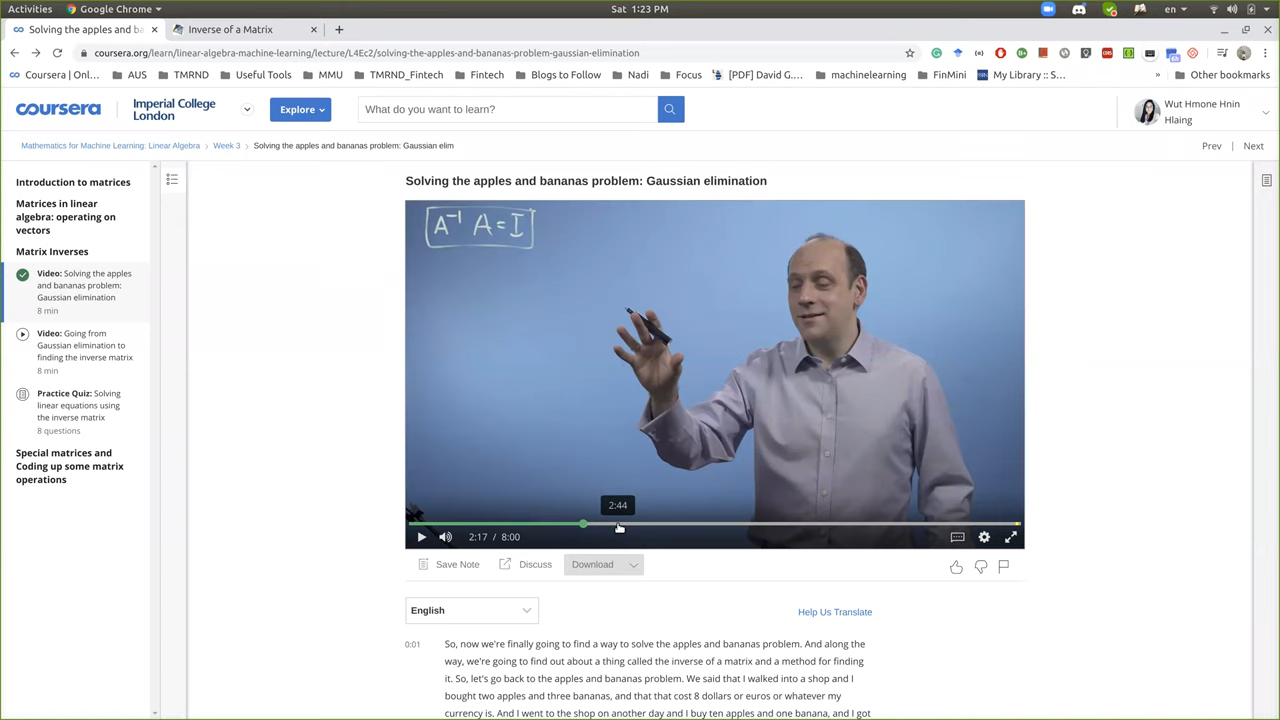 Activities
Google Chrome
Sat 1:23 PM
en
Solving the apples and ba
Inverse of a Matrix
coursera.org/learn/linear-algebra-machine-learning/lecture/L4Ec2/solving-the-apples-and-bananas-problem-gaussian-elimination
Coursera | Onl...
AUS
TMRND
Useful Tools
MMU
TMRND_Fintech
Fintech
Blogs to Follow
Nadi
Focus
[PDF] David G....
machinelearning
FinMini
My Library :: S...
»
Other bookmarks
coursera
Imperial College
London
Explore
What do you want to learn?
Wut Hmone Hnin
Hlaing
Mathematics for Machine Learning: Linear Algebra > Week 3 > Solving the apples and bananas problem: Gaussian elim
Prev | Next
Introduction to matrices
Matrices in linear
algebra: operating on
vectors
Matrix Inverses
Video: Solving the apples
and bananas problem:
Gaussian elimination
8 min
Video: Going from
Gaussian elimination to
finding the inverse matrix
8 min
Practice Quiz: Solving
linear equations using
the inverse matrix
8 questions
Special matrices and
Coding up some matrix
operations
Solving the apples and bananas problem: Gaussian elimination
A⁻¹ A = I
2:44
2:17 / 8:00
Save Note
Discuss
Download
English
Help Us Translate
0:01
So, now we're finally going to find a way to solve the apples and bananas problem. And along the
way, we're going to find out about a thing called the inverse of a matrix and a method for finding
it. So, let's go back to the apples and bananas problem. We said that I walked into a shop and I
bought two apples and three bananas, and that that cost 8 dollars or euros or whatever my
currency is. And I went to the shop on another day and I buy ten apples and one banana, and I got